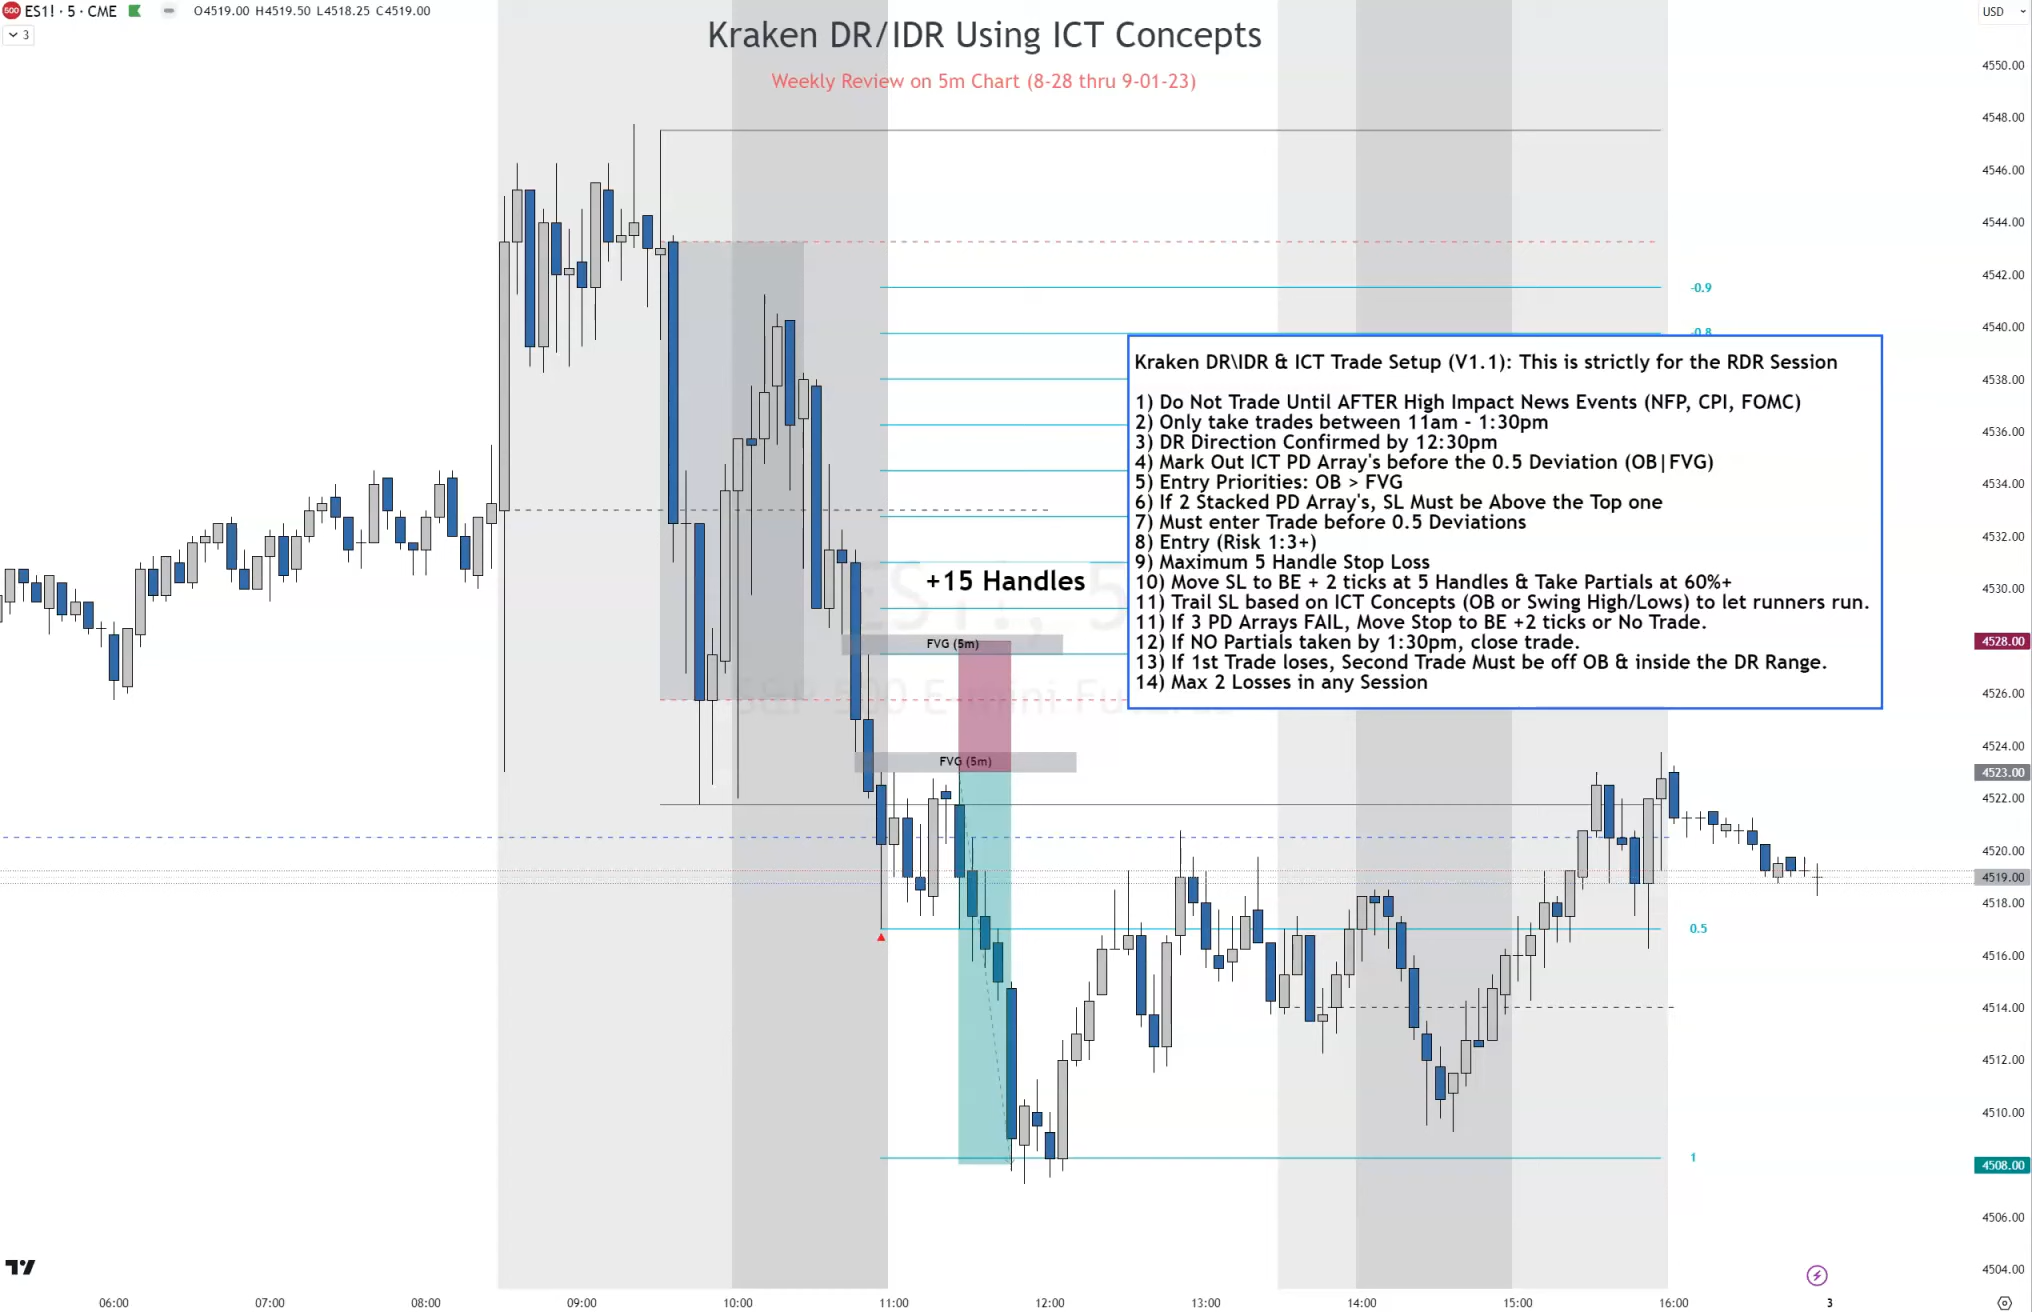 500 ES1! · 5 · CME O4519.00 H4519.50 L4518.25 C4519.00
3
Kraken DR/IDR Using ICT Concepts
Weekly Review on 5m Chart (8-28 thru 9-01-23)
USD
4550.00
4548.00
4546.00
4544.00
4542.00
-0.9
4540.00
-0.8
4538.00
4536.00
4534.00
4532.00
4530.00
4528.00
4526.00
4524.00
4523.00
4522.00
4520.00
4519.00
4518.00
0.5
4516.00
4514.00
4512.00
4510.00
1
4508.00
4506.00
4504.00
Kraken DR\IDR & ICT Trade Setup (V1.1): This is strictly for the RDR Session
1) Do Not Trade Until AFTER High Impact News Events (NFP, CPI, FOMC)
2) Only take trades between 11am - 1:30pm
3) DR Direction Confirmed by 12:30pm
4) Mark Out ICT PD Array's before the 0.5 Deviation (OB|FVG)
5) Entry Priorities: OB > FVG
6) If 2 Stacked PD Array's, SL Must be Above the Top one
7) Must enter Trade before 0.5 Deviations
8) Entry (Risk 1:3+)
9) Maximum 5 Handle Stop Loss
10) Move SL to BE + 2 ticks at 5 Handles & Take Partials at 60%+
11) Trail SL based on ICT Concepts (OB or Swing High/Lows) to let runners run.
11) If 3 PD Arrays FAIL, Move Stop to BE +2 ticks or No Trade.
12) If NO Partials taken by 1:30pm, close trade.
13) If 1st Trade loses, Second Trade Must be off OB & inside the DR Range.
14) Max 2 Losses in any Session
+15 Handles
FVG (5m)
FVG (5m)
06:00 07:00 08:00 09:00 10:00 11:00 12:00 13:00 14:00 15:00 16:00 3